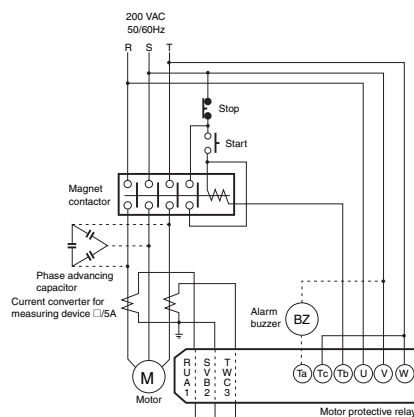 200 VAC
50/60Hz
R S T
Stop
Start
Magnet
contactor
Phase advancing
capacitor
Current converter for
measuring device □/5A
Alarm
buzzer
BZ
M
Motor
R S T
U V W
A B C
1 2 3
Ta Tc Tb U V W
Motor protective relay